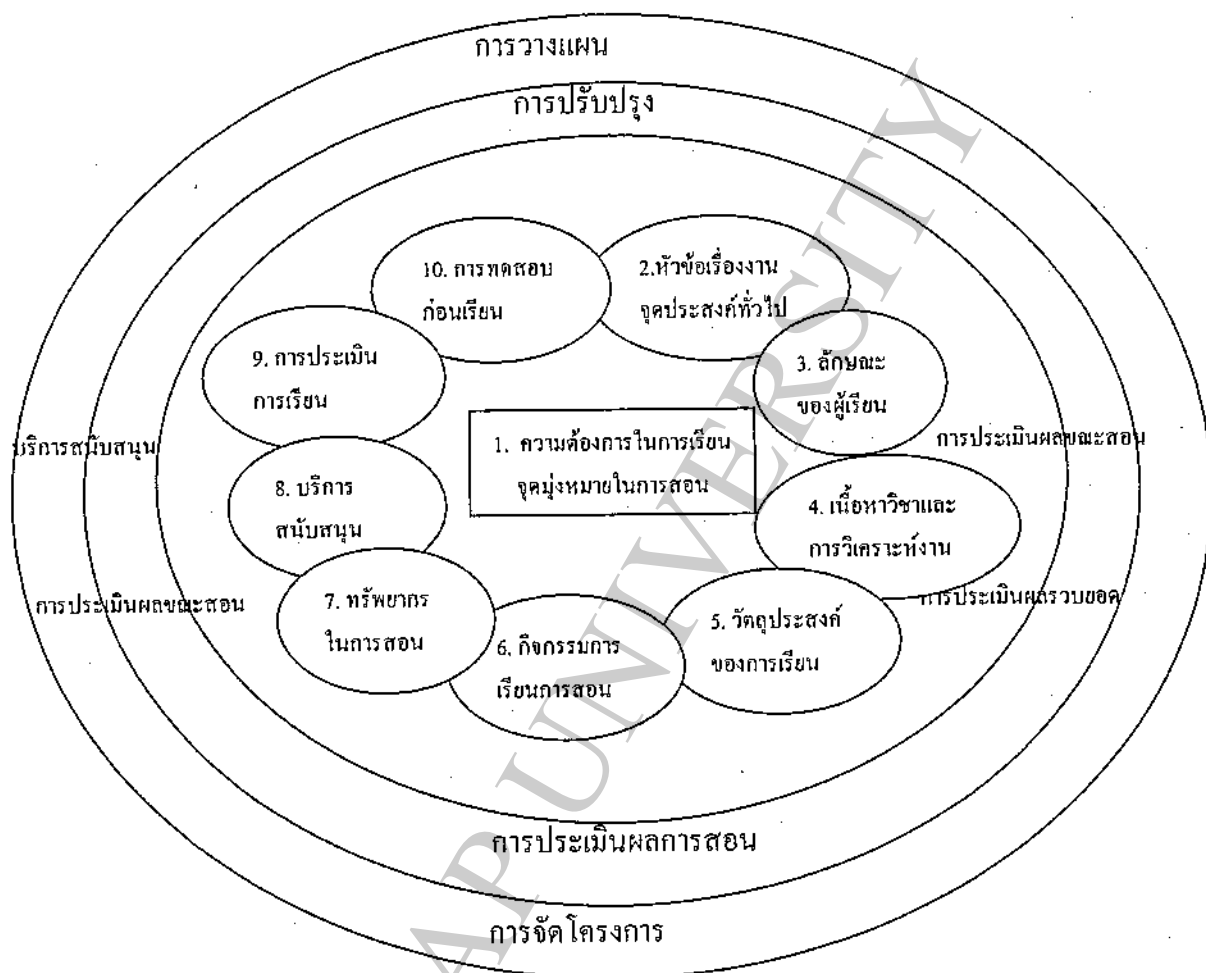 การวางแผน
การปรับปรุง
10. การทดสอบ
ก่อนเรียน
2.หัวข้อเรื่องงาน
จุดประสงค์ทั่วไป
9. การประเมิน
การเรียน
3. ลักษณะ
ของผู้เรียน
1. ความต้องการในการเรียน
จุดมุ่งหมายในการสอน
บริการสนับสนุน
การประเมินผลขณะสอน
8. บริการ
สนับสนุน
4. เนื้อหาวิชาและ
การวิเคราะห์งาน
การประเมินผลขณะสอน
การประเมินผลรวบยอด
7. ทรัพยากร
ในการสอน
6. กิจกรรมการ
เรียนการสอน
5. วัตถุประสงค์
ของการเรียน
การประเมินผลการสอน
การจัดโครงการ
AP UNIVERSITY